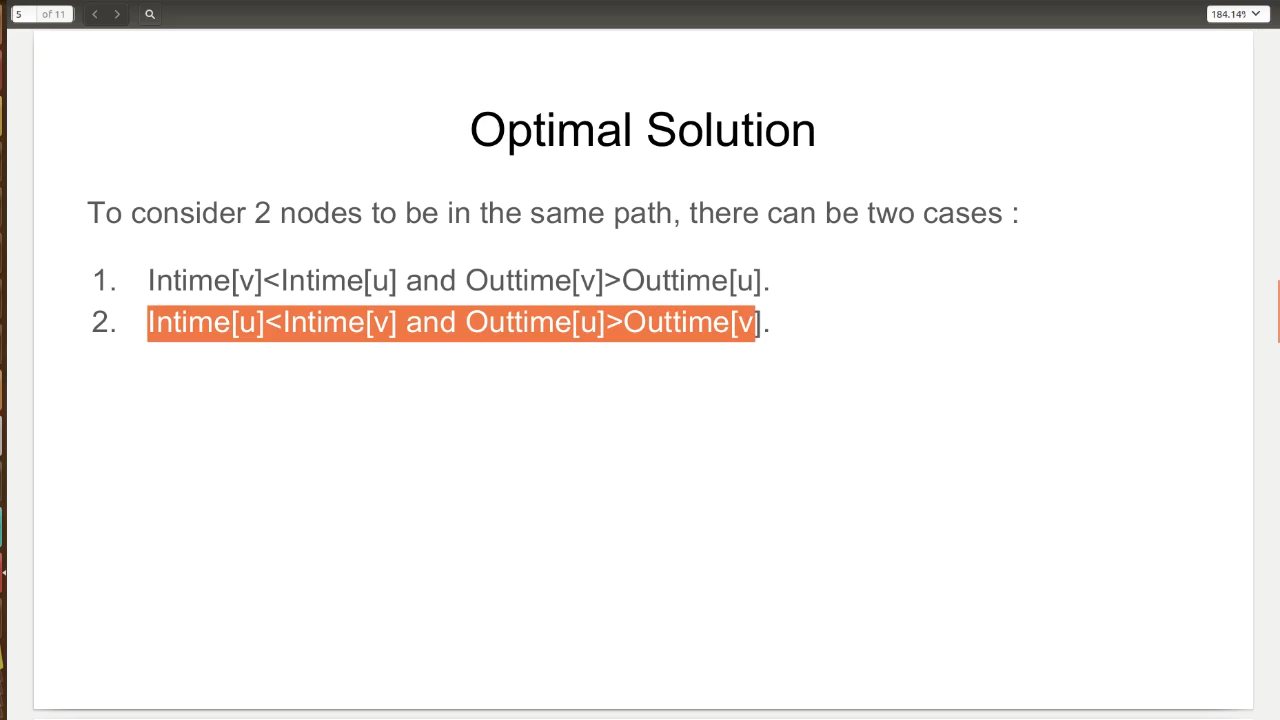 5 of 11
184.14%
Optimal Solution
To consider 2 nodes to be in the same path, there can be two cases :
1. Intime[v]<Intime[u] and Outtime[v]>Outtime[u].
2. Intime[u]<Intime[v] and Outtime[u]>Outtime[v].